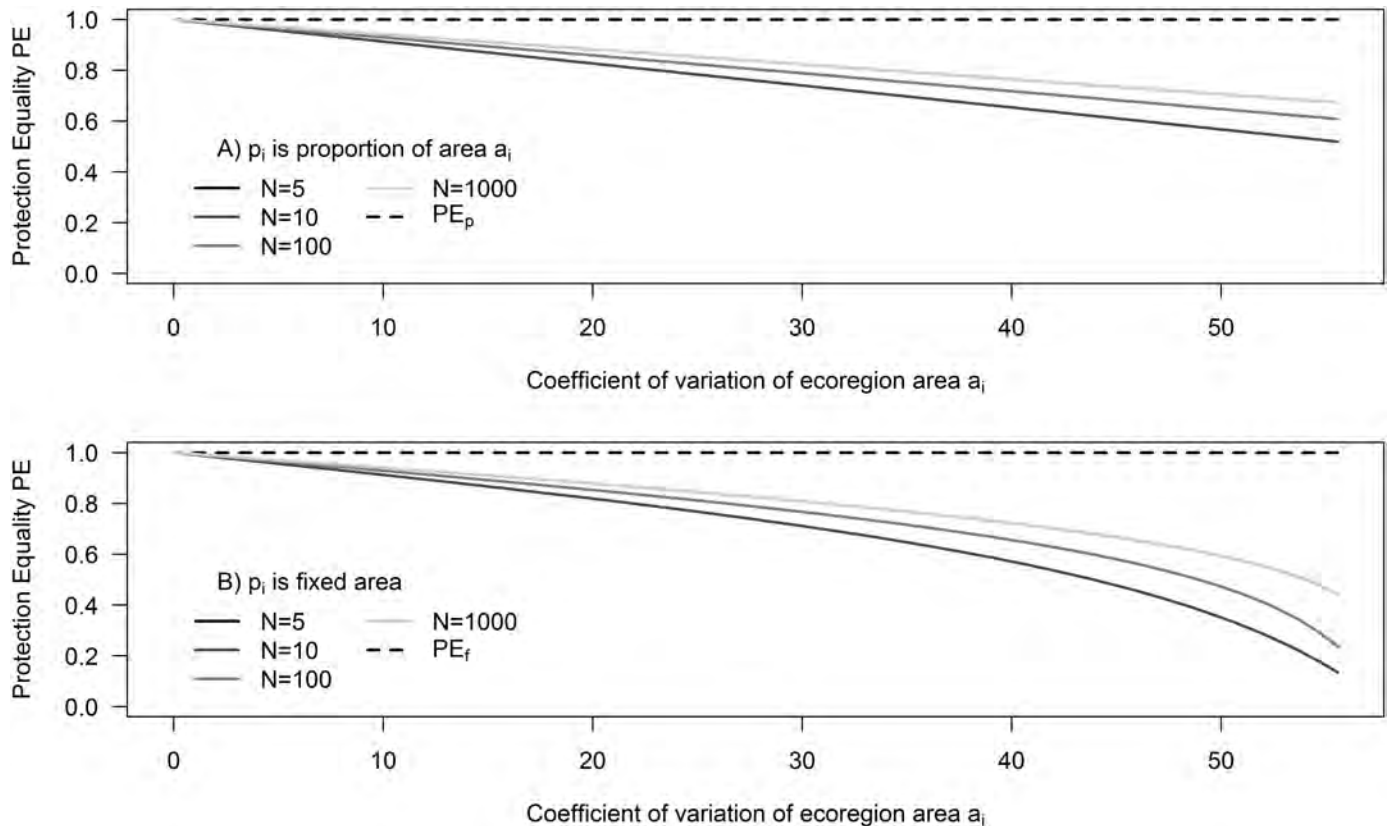 Protection Equality PE
1.0
0.8
0.6
0.4
0.2
0.0
A) pi is proportion of area ai
N=5
N=10
N=100
N=1000
PEp
0 10 20 30 40 50
Coefficient of variation of ecoregion area ai
Protection Equality PE
1.0
0.8
0.6
0.4
0.2
0.0
B) pi is fixed area
N=5
N=10
N=100
N=1000
PEf
0 10 20 30 40 50
Coefficient of variation of ecoregion area ai